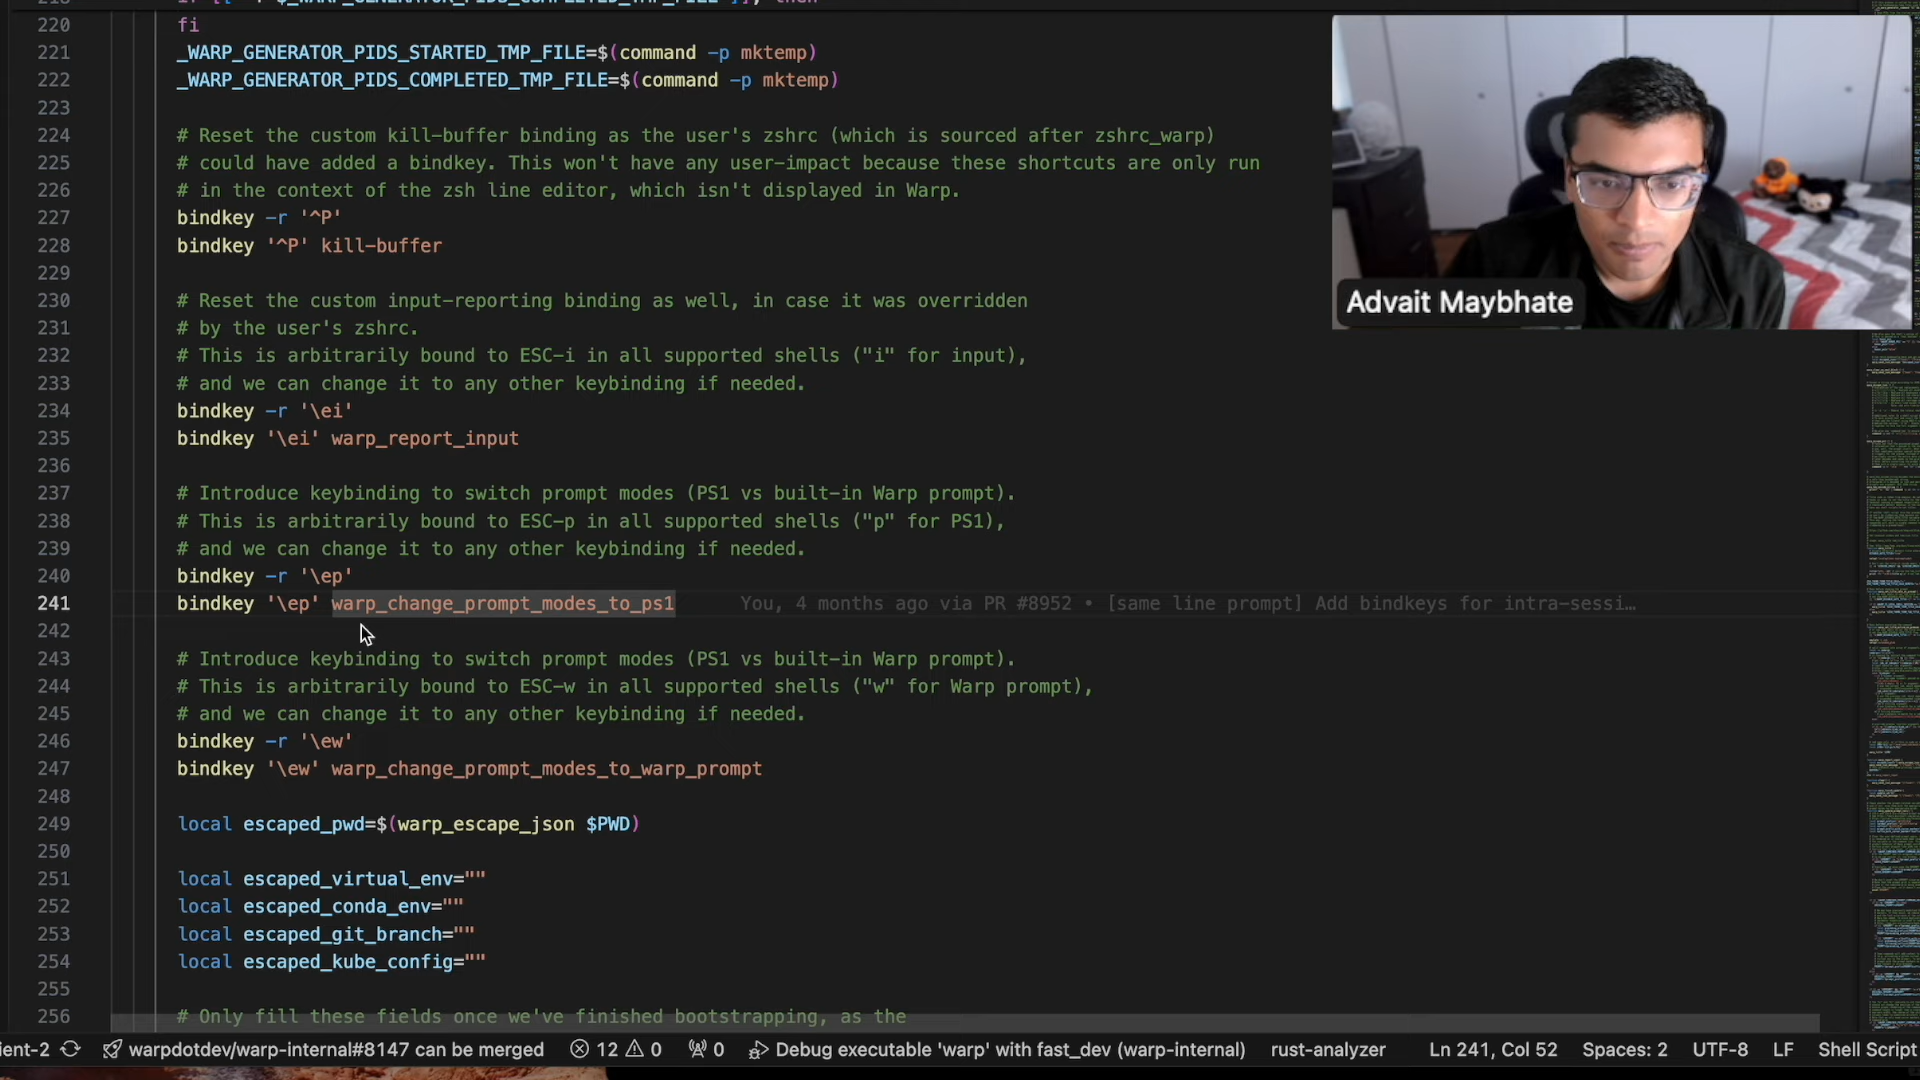 220 fi
221 _WARP_GENERATOR_PIDS_STARTED_TMP_FILE=$(command -p mktemp)
222 _WARP_GENERATOR_PIDS_COMPLETED_TMP_FILE=$(command -p mktemp)
223
224 # Reset the custom kill-buffer binding as the user's zshrc (which is sourced after zshrc_warp)
225 # could have added a bindkey. This won't have any user-impact because these shortcuts are only run
226 # in the context of the zsh line editor, which isn't displayed in Warp.
227 bindkey -r '^P'
228 bindkey '^P' kill-buffer
229
230 # Reset the custom input-reporting binding as well, in case it was overridden
231 # by the user's zshrc.
232 # This is arbitrarily bound to ESC-i in all supported shells ("i" for input),
233 # and we can change it to any other keybinding if needed.
234 bindkey -r '\ei'
235 bindkey '\ei' warp_report_input
236
237 # Introduce keybinding to switch prompt modes (PS1 vs built-in Warp prompt).
238 # This is arbitrarily bound to ESC-p in all supported shells ("p" for PS1),
239 # and we can change it to any other keybinding if needed.
240 bindkey -r '\ep'
241 bindkey '\ep' warp_change_prompt_modes_to_ps1 You, 4 months ago via PR #8952 • [same line prompt] Add bindkeys for intra-sessi…
242
243 # Introduce keybinding to switch prompt modes (PS1 vs built-in Warp prompt).
244 # This is arbitrarily bound to ESC-w in all supported shells ("w" for Warp prompt),
245 # and we can change it to any other keybinding if needed.
246 bindkey -r '\ew'
247 bindkey '\ew' warp_change_prompt_modes_to_warp_prompt
248
249 local escaped_pwd=$(warp_escape_json $PWD)
250
251 local escaped_virtual_env=""
252 local escaped_conda_env=""
253 local escaped_git_branch=""
254 local escaped_kube_config=""
255
256 # Only fill these fields once we've finished bootstrapping, as the
Advait Maybhate
ient-2 warpdotdev/warp-internal#8147 can be merged 12 0 0 Debug executable 'warp' with fast_dev (warp-internal) rust-analyzer Ln 241, Col 52 Spaces: 2 UTF-8 LF Shell Script